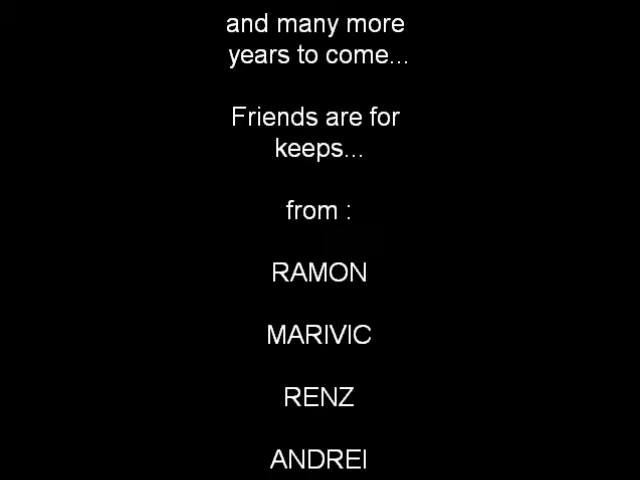 and many more
years to come...
Friends are for
keeps...
from :
RAMON
MARIVIC
RENZ
ANDREI